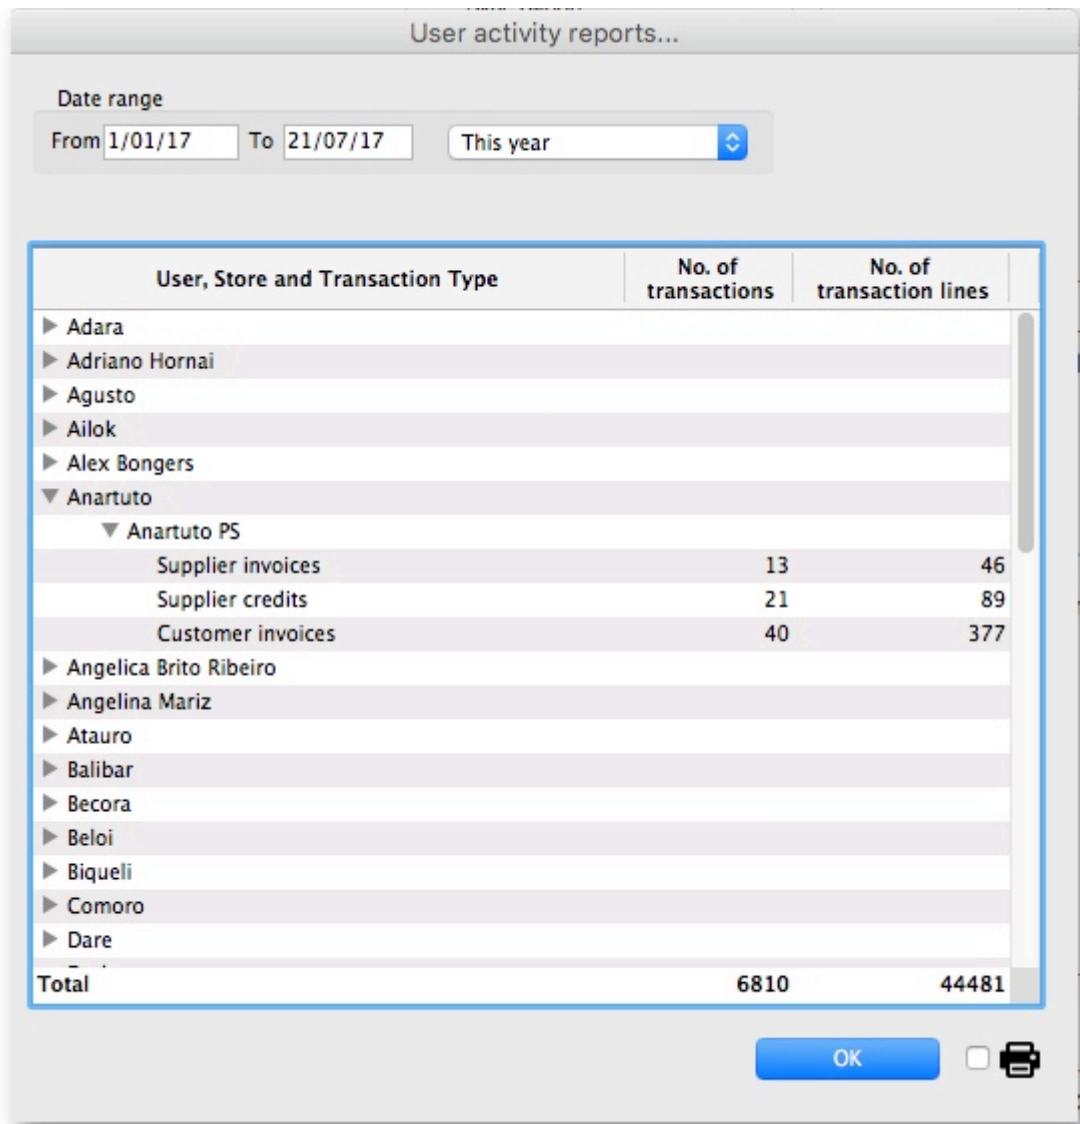 User activity reports...
Date range
From 1/01/17 To 21/07/17 This year
User, Store and Transaction Type No. of transactions No. of transaction lines
Adara
Adriano Hornai
Agusto
Ailok
Alex Bongers
Anartuto
Anartuto PS
Supplier invoices 13 46
Supplier credits 21 89
Customer invoices 40 377
Angelica Brito Ribeiro
Angelina Mariz
Atauro
Balibar
Becora
Beloi
Biqueli
Comoro
Dare
Total 6810 44481
OK